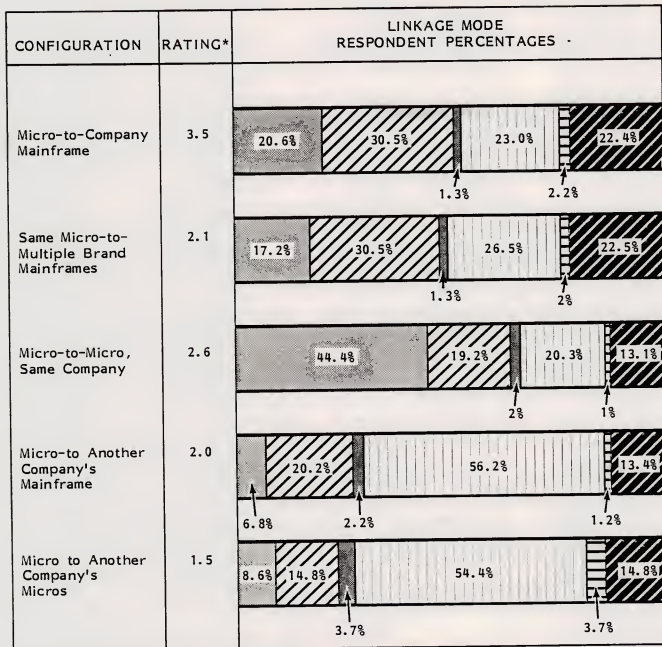 CONFIGURATION
RATING*
LINKAGE MODE
RESPONDENT PERCENTAGES
Micro-to-Company
Mainframe
3.5
20.6%
30.5%
1.3%
23.0%
2.2%
22.4%
Same Micro-to-
Multiple Brand
Mainframes
2.1
17.2%
30.5%
1.3%
26.5%
2%
22.5%
Micro-to-Micro,
Same Company
2.6
44.4%
19.2%
2%
20.3%
1%
13.1%
Micro-to Another
Company's
Mainframe
2.0
6.8%
20.2%
2.2%
56.2%
1.2%
13.4%
Micro to Another
Company's
Micros
1.5
8.6%
14.8%
3.7%
54.4%
3.7%
14.8%